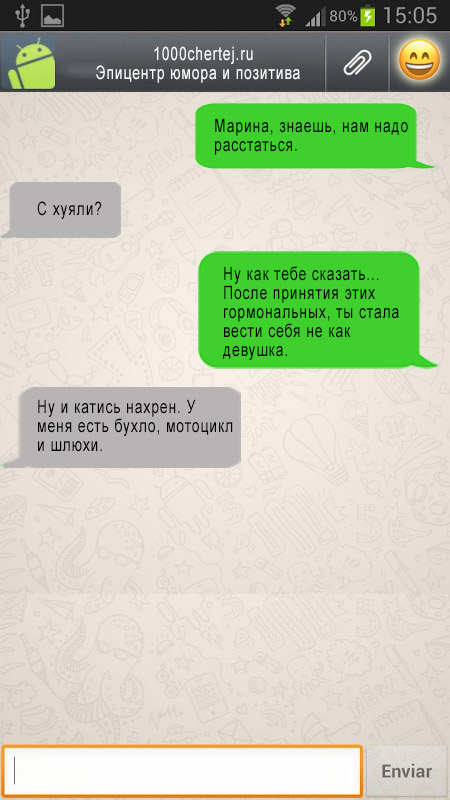 80% 15:05
1000chertej.ru
Эпицентр юмора и позитива
Марина, знаешь, нам надо
расстаться.
С хуяли?
Ну как тебе сказать...
После принятия этих
гормональных, ты стала
вести себя не как
девушка.
Ну и катись нахрен. У
меня есть бухло, мотоцикл
и шлюхи.
Enviar